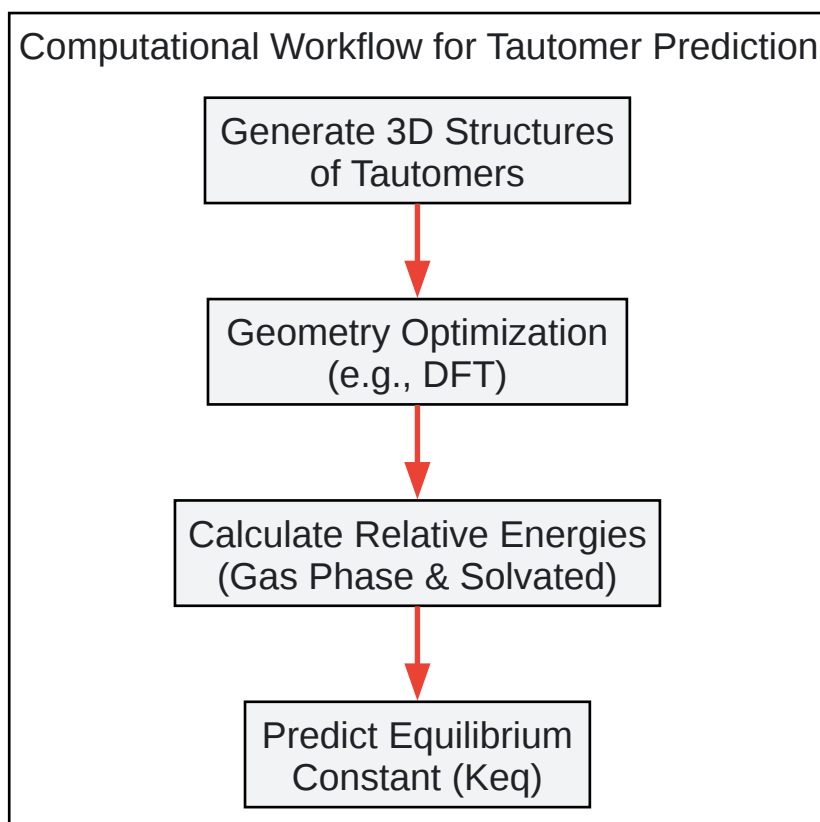 Computational Workflow for Tautomer Prediction
Generate 3D Structures
of Tautomers
Geometry Optimization
(e.g., DFT)
Calculate Relative Energies
(Gas Phase & Solvated)
Predict Equilibrium
Constant (Keq)